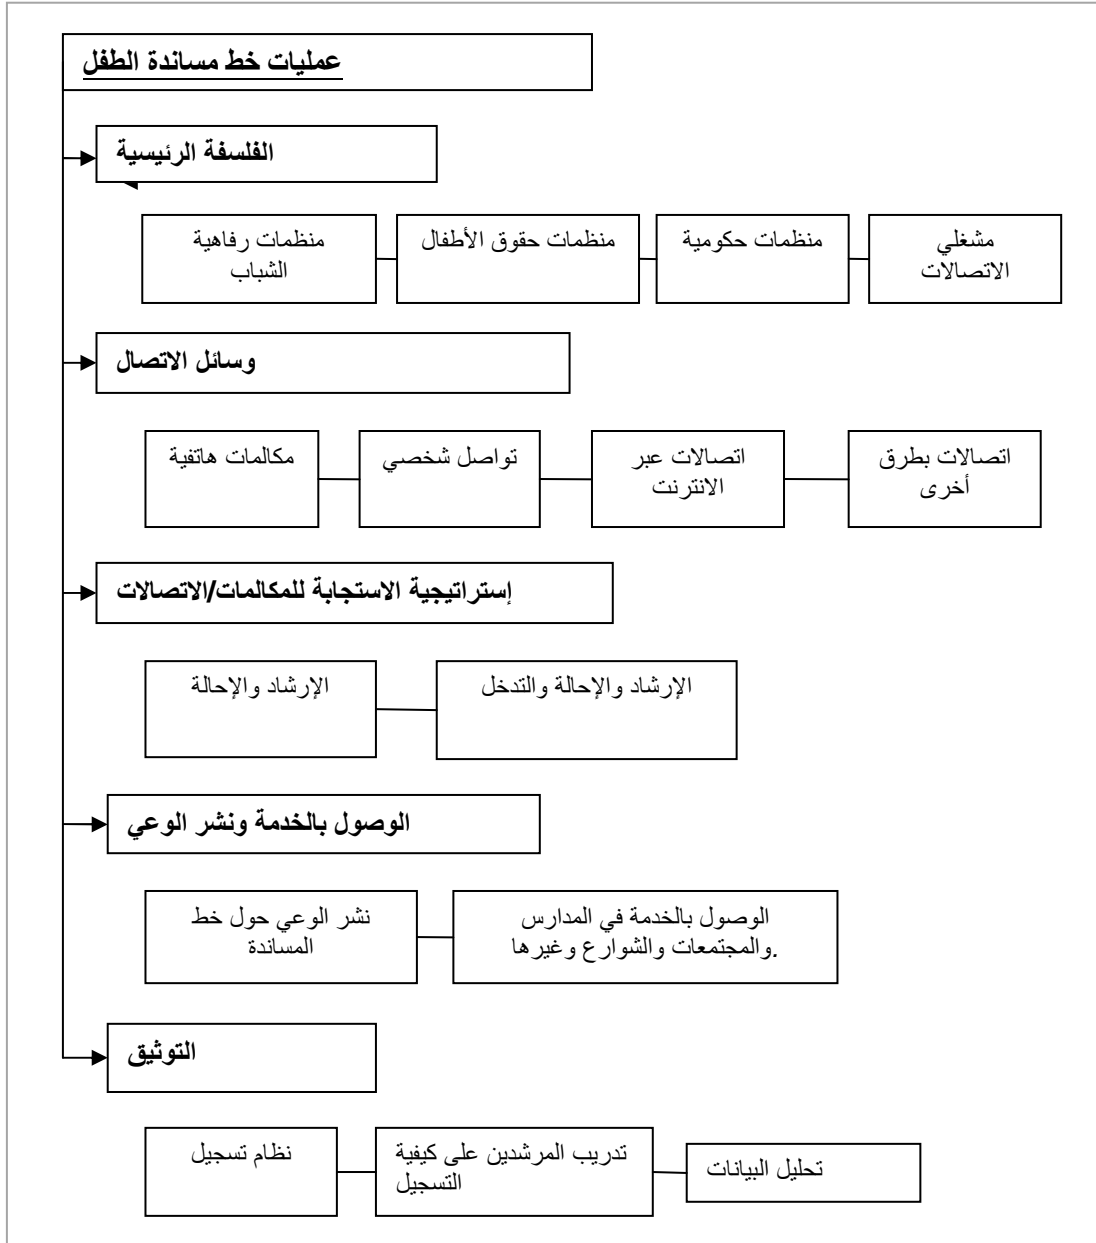 عمليات خط مساندة الطفل
الفلسفة الرئيسية
منظمات رفاهية
الشباب
منظمات حقوق الأطفال
منظمات حكومية
مشغلي
الاتصالات
وسائل الاتصال
مكالمات هاتفية
تواصل شخصي
اتصالات عبر
الانترنت
اتصالات بطرق
أخرى
إستراتيجية الاستجابة للمكالمات/الاتصالات
الإرشاد والإحالة
الإرشاد والإحالة والتدخل
الوصول بالخدمة ونشر الوعي
نشر الوعي حول خط
المساندة
الوصول بالخدمة في المدارس
والمجتمعات والشوارع وغيرها.
التوثيق
نظام تسجيل
تدريب المرشدين على كيفية
التسجيل
تحليل البيانات